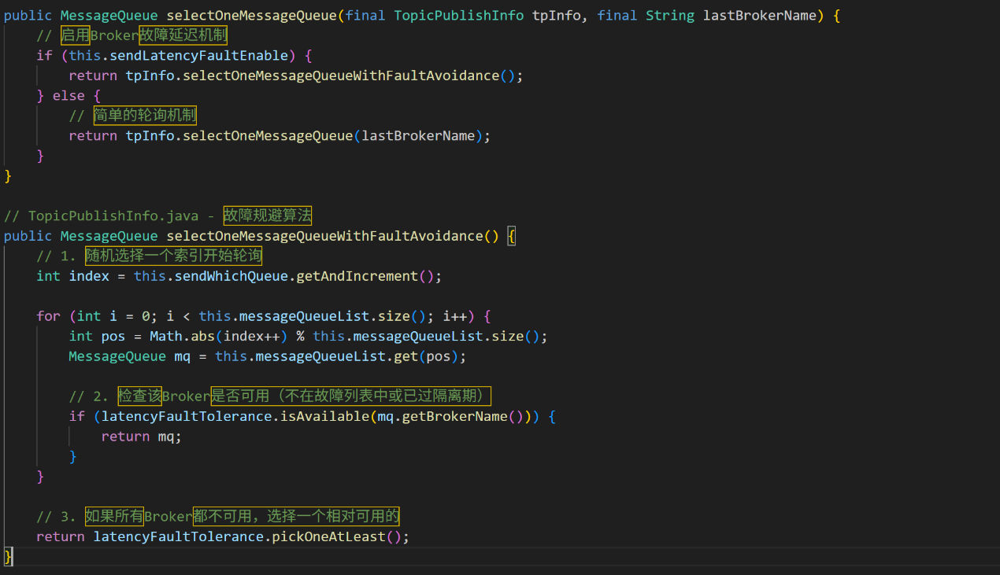 public MessageQueue selectOneMessageQueue(final TopicPublishInfo tpInfo, final String lastBrokerName) {
    // 启用Broker故障延迟机制
    if (this.sendLatencyFaultEnable) {
        return tpInfo.selectOneMessageQueueWithFaultAvoidance();
    } else {
        // 简单的轮询机制
        return tpInfo.selectOneMessageQueue(lastBrokerName);
    }
}

// TopicPublishInfo.java - 故障规避算法
public MessageQueue selectOneMessageQueueWithFaultAvoidance() {
    // 1. 随机选择一个索引开始轮询
    int index = this.sendWhichQueue.getAndIncrement();

    for (int i = 0; i < this.messageQueueList.size(); i++) {
        int pos = Math.abs(index++) % this.messageQueueList.size();
        MessageQueue mq = this.messageQueueList.get(pos);

        // 2. 检查该Broker是否可用（不在故障列表中或已过隔离期）
        if (latencyFaultTolerance.isAvailable(mq.getBrokerName())) {
            return mq;
        }
    }

    // 3. 如果所有Broker都不可用，选择一个相对可用的
    return latencyFaultTolerance.pickOneAtLeast();
}